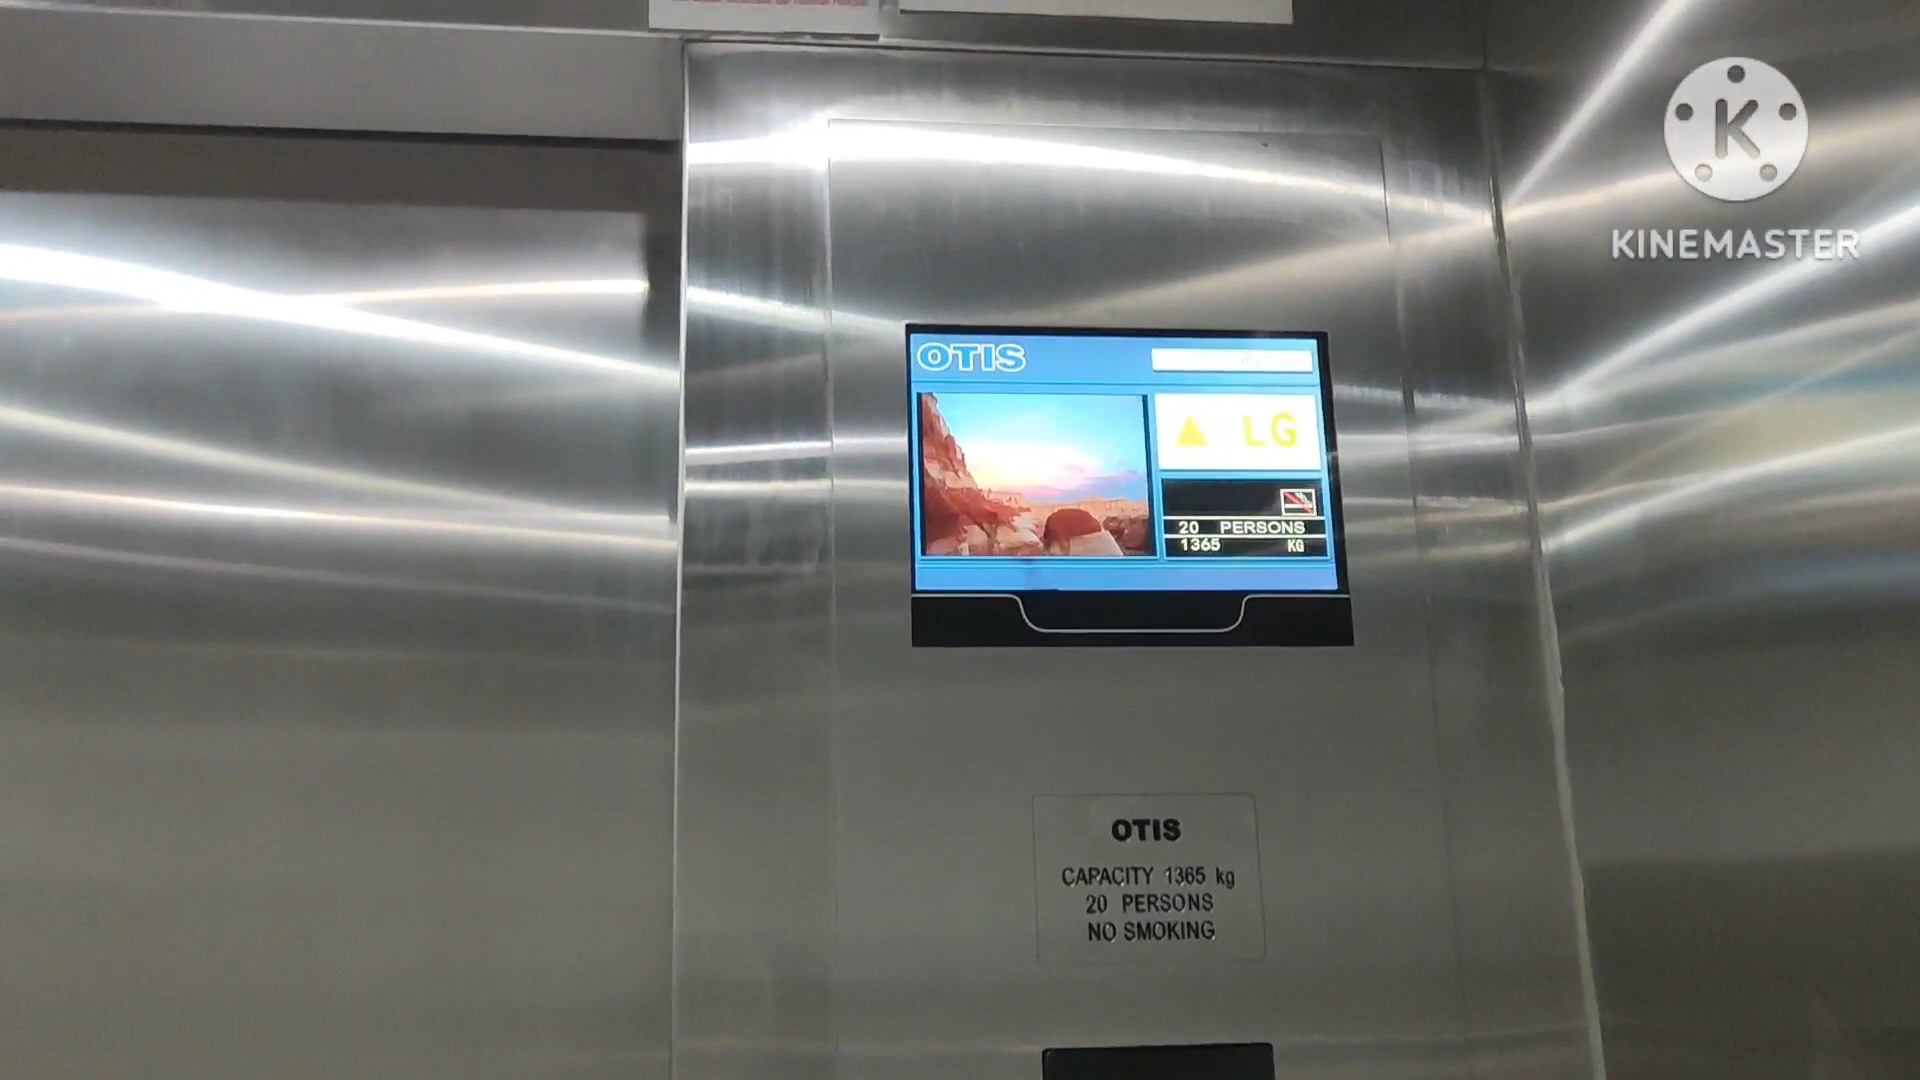 K
KINEMASTER
OTIS
▲ LG
20 PERSONS
1365 KG
OTIS
CAPACITY 1365 kg
20 PERSONS
NO SMOKING